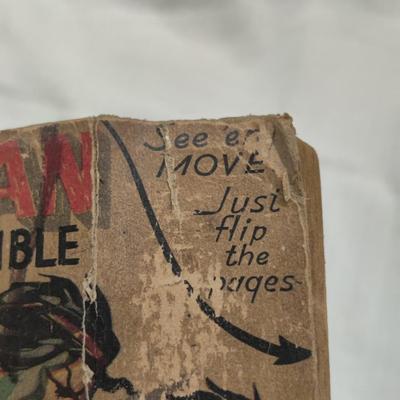 See 'em
MOVE
Just
flip
the
pages
AN
IBLE